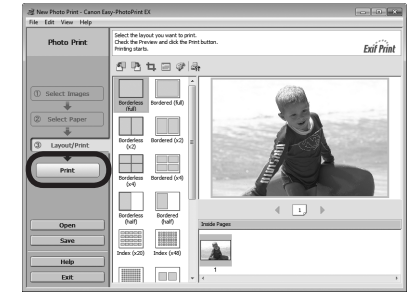 New Photo Print - Canon Easy-PhotoPrint EX
File Edit View Help
Photo Print
Select the layout you want to print.
Check the Preview and click the Print button.
Printing starts.
Exif Print
① Select Images
② Select Paper
③ Layout/Print
Print
Open
Save
Help
Exit
Borderless (full)
Bordered (full)
Borderless (x2)
Bordered (x2)
Borderless (x4)
Bordered (x4)
Borderless (half)
Bordered (half)
Index (x20)
Index (x48)
1
Inside Pages
1